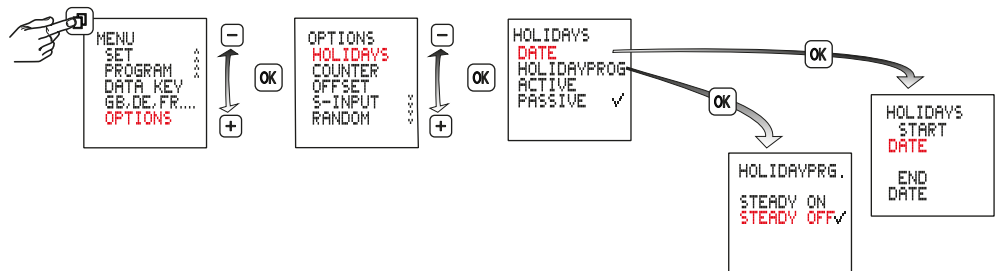 MENU
SET
PROGRAM
DATA KEY
GB,DE,FR....
OPTIONS
−
OK
+
OPTIONS
HOLIDAYS
COUNTER
OFFSET
S-INPUT
RANDOM
−
OK
+
HOLIDAYS
DATE
HOLIDAYPROG
ACTIVE
PASSIVE ✓
OK
OK
HOLIDAYPRG.
STEADY ON
STEADY OFF✓
HOLIDAYS
START
DATE
END
DATE